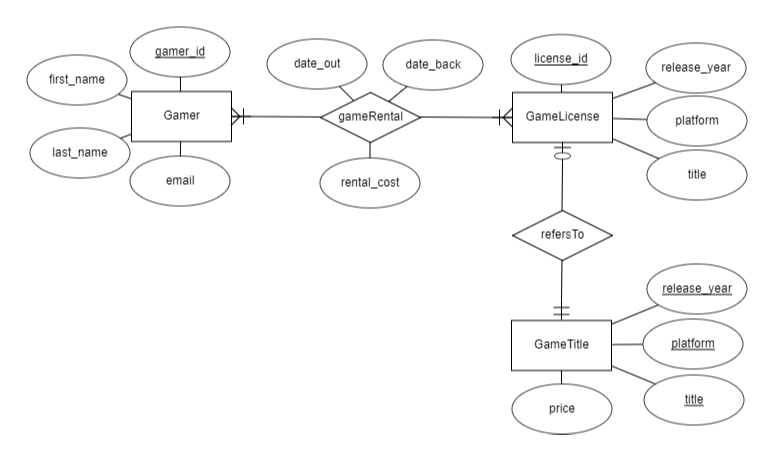 gamer_id
first_name
Gamer
last_name
email
date_out
date_back
gameRental
rental_cost
license_id
release_year
GameLicense
platform
title
refersTo
release_year
GameTitle
platform
title
price